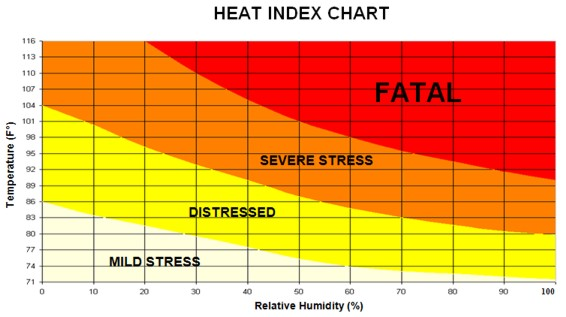 HEAT INDEX CHART
Temperature (F°)
116
113
110
107
104
101
98
95
92
89
86
83
80
77
74
71
FATAL
SEVERE STRESS
DISTRESSED
MILD STRESS
0 10 20 30 40 50 60 70 80 90 100
Relative Humidity (%)